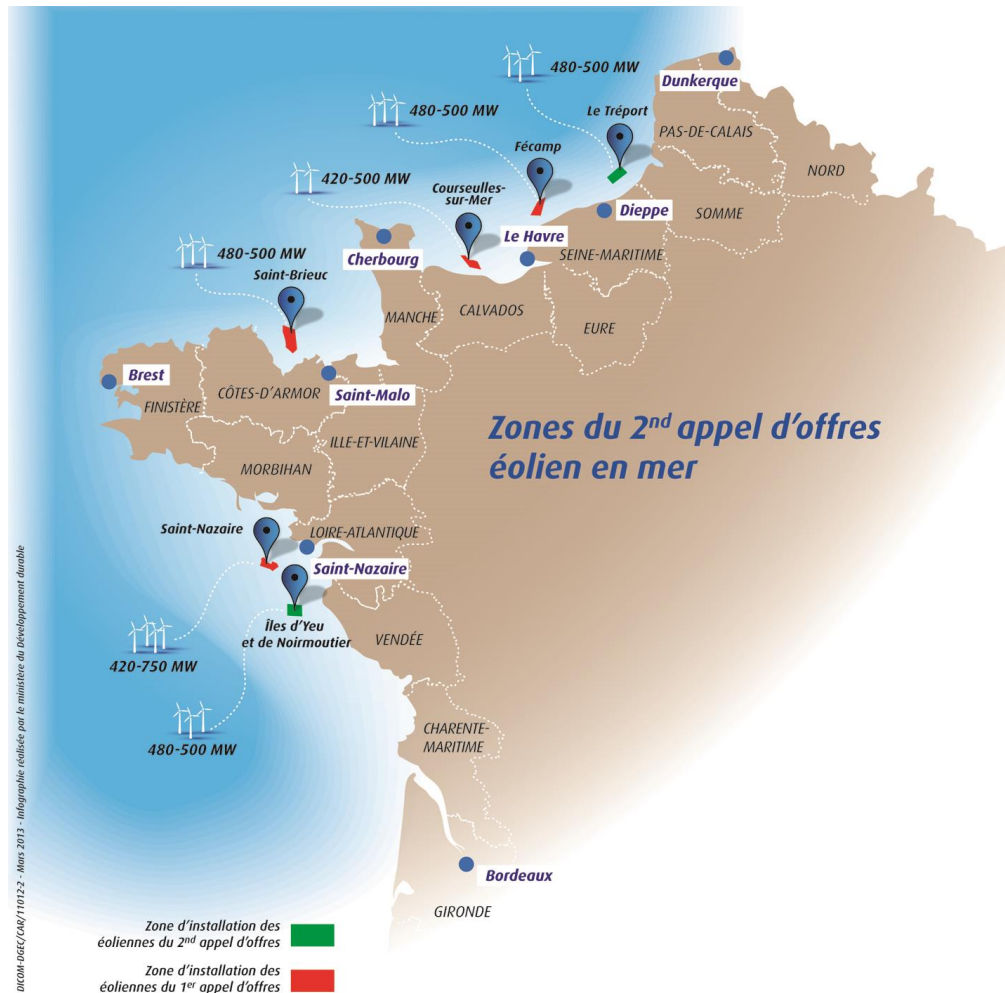 480-500 MW
Dunkerque
Le Tréport
PAS-DE-CALAIS
480-500 MW
Fécamp
NORD
420-500 MW
Courseulles-
sur-Mer
Dieppe
SOMME
Le Havre
Cherbourg
SEINE-MARITIME
480-500 MW
Saint-Brieuc
MANCHE
CALVADOS
EURE
Brest
CÔTES-D'ARMOR
Saint-Malo
FINISTÈRE
Zones du 2nd appel d'offres
éolien en mer
ILLE-ET-VILAINE
MORBIHAN
Saint-Nazaire
LOIRE-ATLANTIQUE
Saint-Nazaire
Îles d'Yeu
et de Noirmoutier
VENDÉE
420-750 MW
480-500 MW
CHARENTE-
MARITIME
Bordeaux
GIRONDE
Zone d'installation des
éoliennes du 2nd appel d'offres
Zone d'installation des
éoliennes du 1er appel d'offres
DICOM-DGEC/CAR/11012-2 - Mars 2013 - Infographie réalisée par le ministère du Développement durable